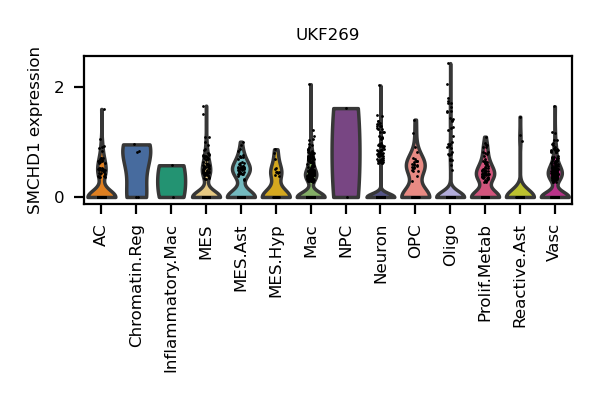 UKF269
SMCHD1 expression
2
0
AC
Chromatin.Reg
Inflammatory.Mac
MES
MES.Ast
MES.Hyp
Mac
NPC
Neuron
OPC
Oligo
Prolif.Metab
Reactive.Ast
Vasc